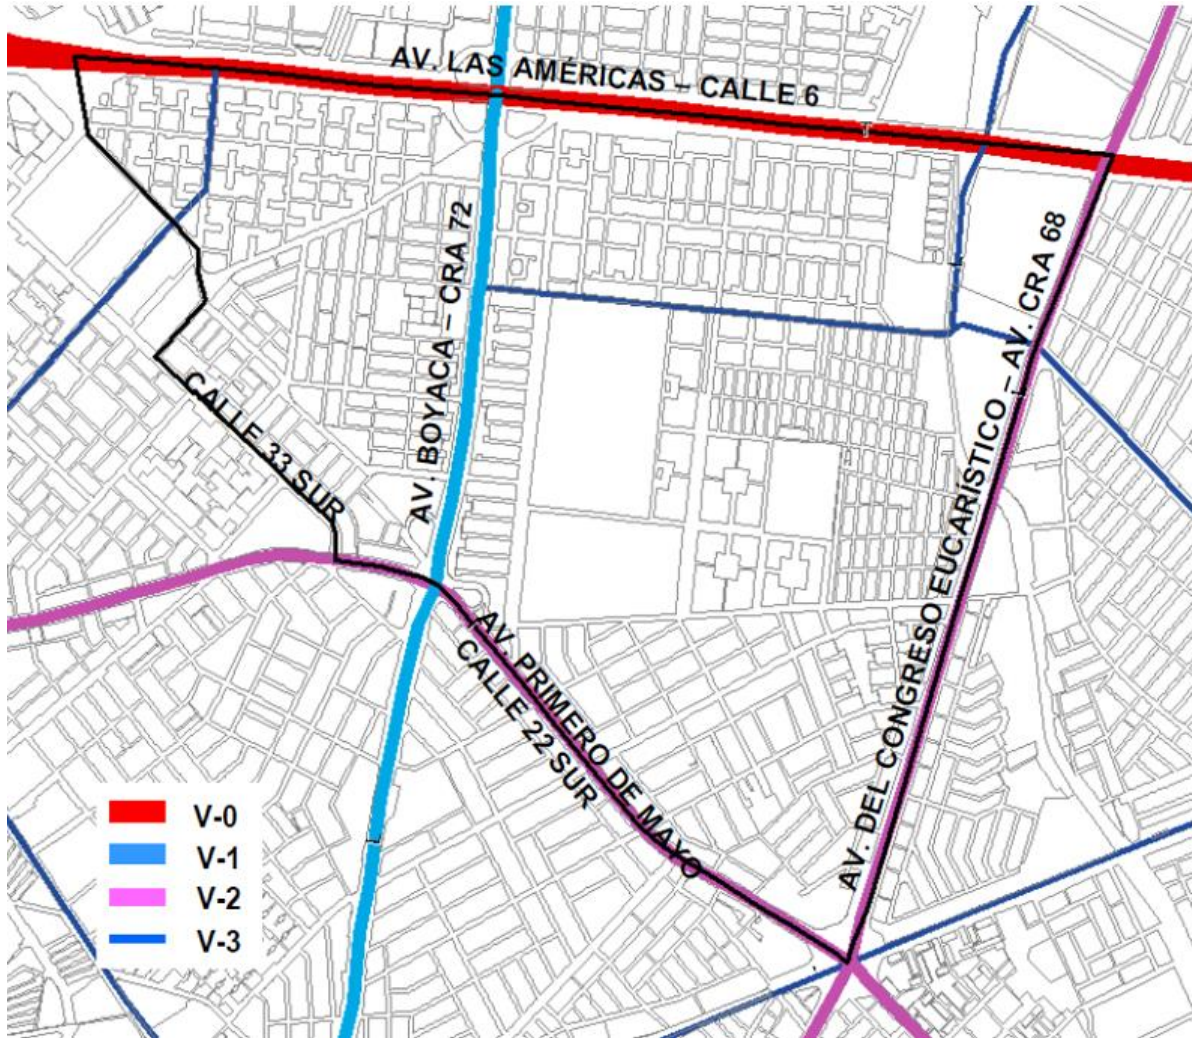 AV. LAS AMÉRICAS – CALLE 6
AV. BOYACA – CRA 72
AV. DEL CONGRESO EUCARÍSTICO – AV. CRA 68
CALLE 33 SUR
AV. PRIMERO DE MAYO
CALLE 22 SUR
V-0
V-1
V-2
V-3